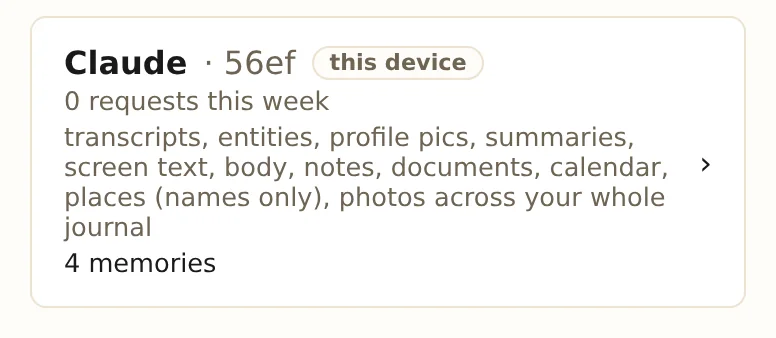 Claude · 56ef this device
0 requests this week
transcripts, entities, profile pics, summaries,
screen text, body, notes, documents, calendar,
places (names only), photos across your whole
journal
4 memories